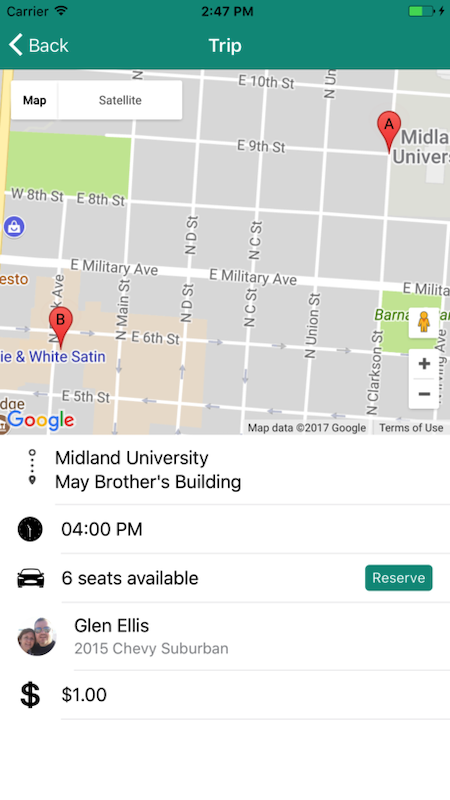 Carrier 2:47 PM
Back Trip
Map Satellite
E 10th St
N Un
A
Midla
Univers
E 9th St
W 8th St E 8th St
N D St
N C St
E Military Ave
E Military Ave
E Milita
esto
N Main St
N D St
N C St
N Union St
B
E 6th St
ie & White Satin
N Clarkson St
E 5th St
dge
Google
Map data ©2017 Google Terms of Use
Midland University
May Brother's Building
04:00 PM
6 seats available Reserve
Glen Ellis
2015 Chevy Suburban
$
$1.00